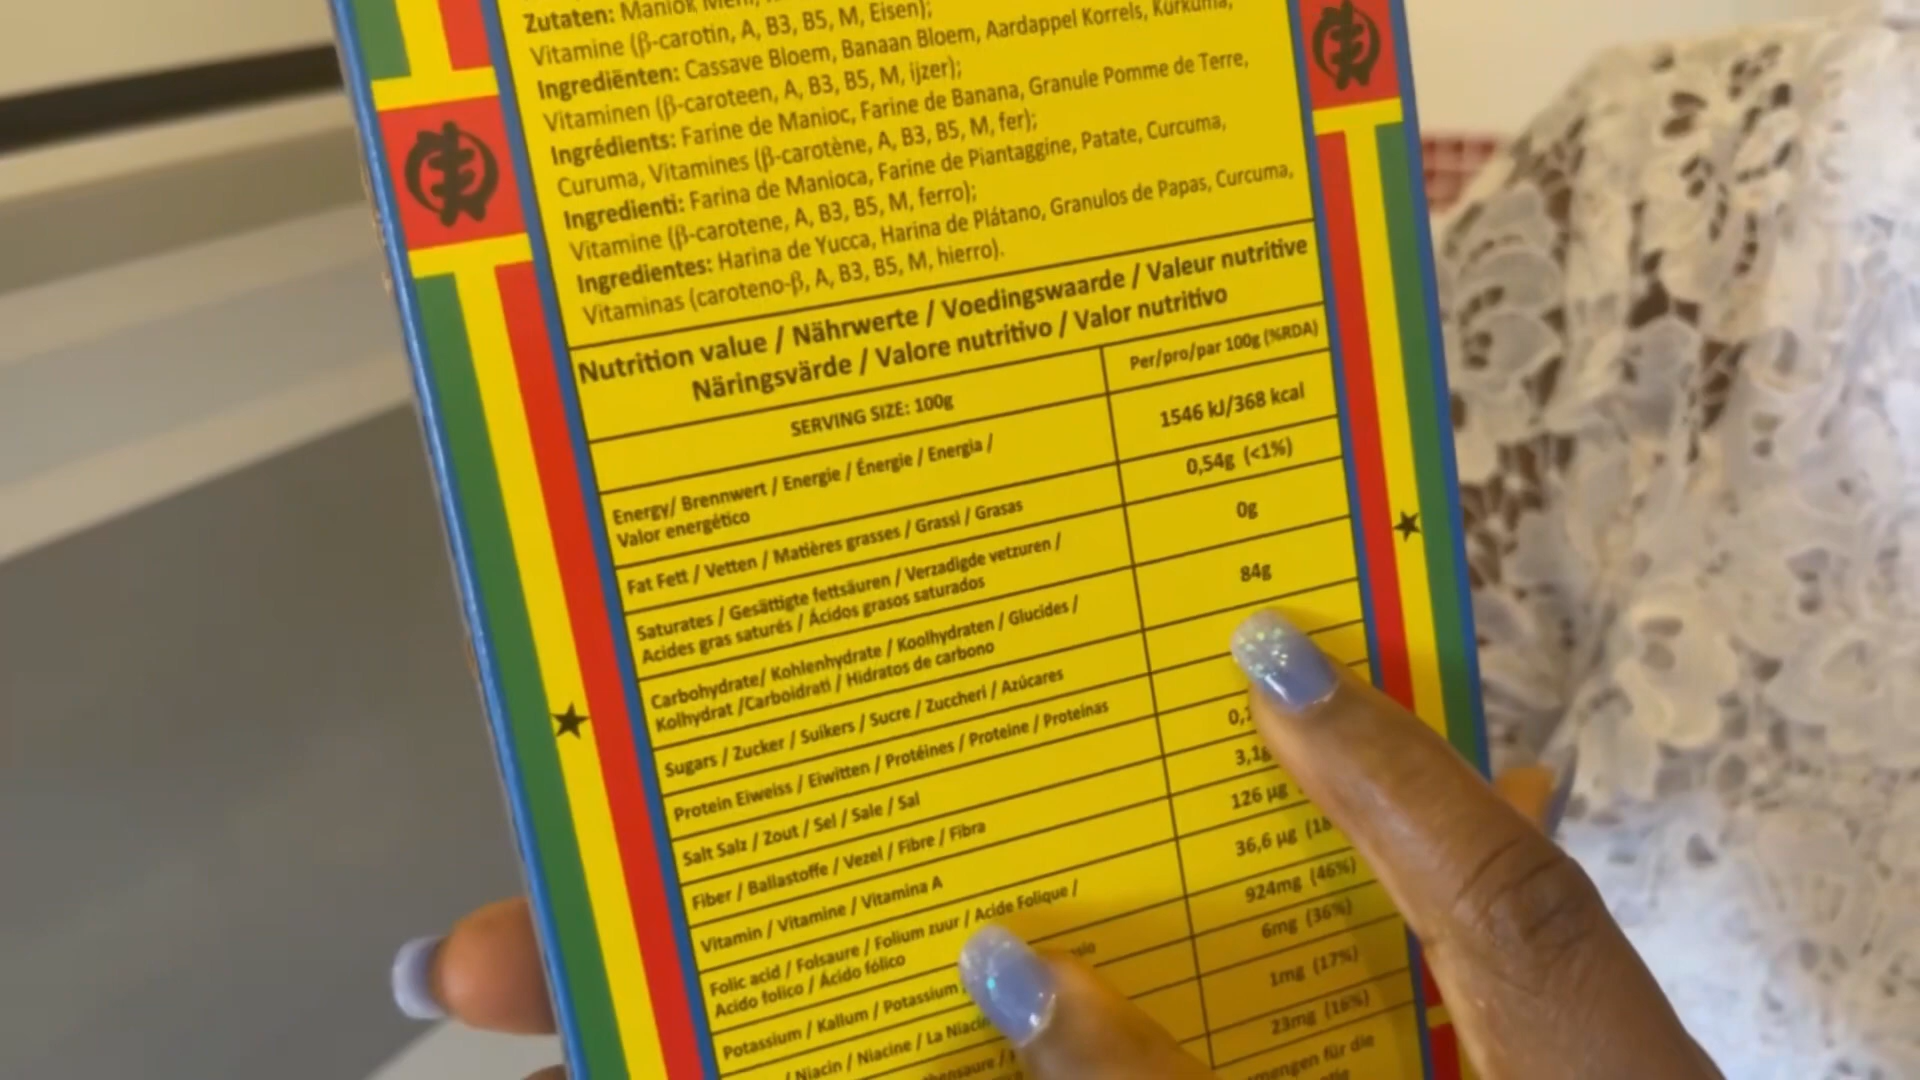 Zutaten: Maniok
Vitamine (β-carotin, A, B3, B5, M, Eisen);
Ingrediënten: Cassave Bloem, Banaan Bloem, Aardappel Korrels, Kurkuma,
Vitaminen (β-caroteen, A, B3, B5, M, ijzer);
Ingrédients: Farine de Manioc, Farine de Banana, Granule Pomme de Terre,
Curuma, Vitamines (β-carotène, A, B3, B5, M, fer);
Ingredienti: Farina de Manioca, Farine de Piantaggine, Patate, Curcuma,
Vitamine (β-carotene, A, B3, B5, M, ferro);
Ingredientes: Harina de Yucca, Harina de Plátano, Granulos de Papas, Curcuma,
Vitaminas (caroteno-β, A, B3, B5, M, hierro).
Nutrition value / Nährwerte / Voedingswaarde / Valeur nutritive
Näringsvärde / Valore nutritivo / Valor nutritivo
SERVING SIZE: 100g
Per/pro/par 100g (%RDA)
Energy/ Brennwert / Energie / Énergie / Energia /
Valor energético
1546 kJ/368 kcal
Fat Fett / Vetten / Matières grasses / Grassi / Grasas
0,54g (<1%)
Saturates / Gesättigte fettsäuren / Verzadigde vetzuren /
Acides gras saturés / Ácidos grasos saturados
0g
Carbohydrate/ Kohlenhydrate / Koolhydraten / Glucides /
Kolhydrat /Carboidrati / Hidratos de carbono
84g
Sugars / Zucker / Suikers / Sucre / Zuccheri / Azúcares
Protein Eiweiss / Eiwitten / Protéines / Proteine / Proteínas
Salt Salz / Zout / Sel / Sale / Sal
Fiber / Ballastoffe / Vezel / Fibre / Fibra
3,1g
Vitamin / Vitamine / Vitamina A
126 µg
Folic acid / Folsaure / Folium zuur / Acide Folique /
Acido folico / Ácido fólico
36,6 µg
Potassium / Kallum / Potassium
924mg (46%)
/ Niacin / Niacine / La Niacin
6mg (36%)
1mg (17%)
23mg (16%)
für die